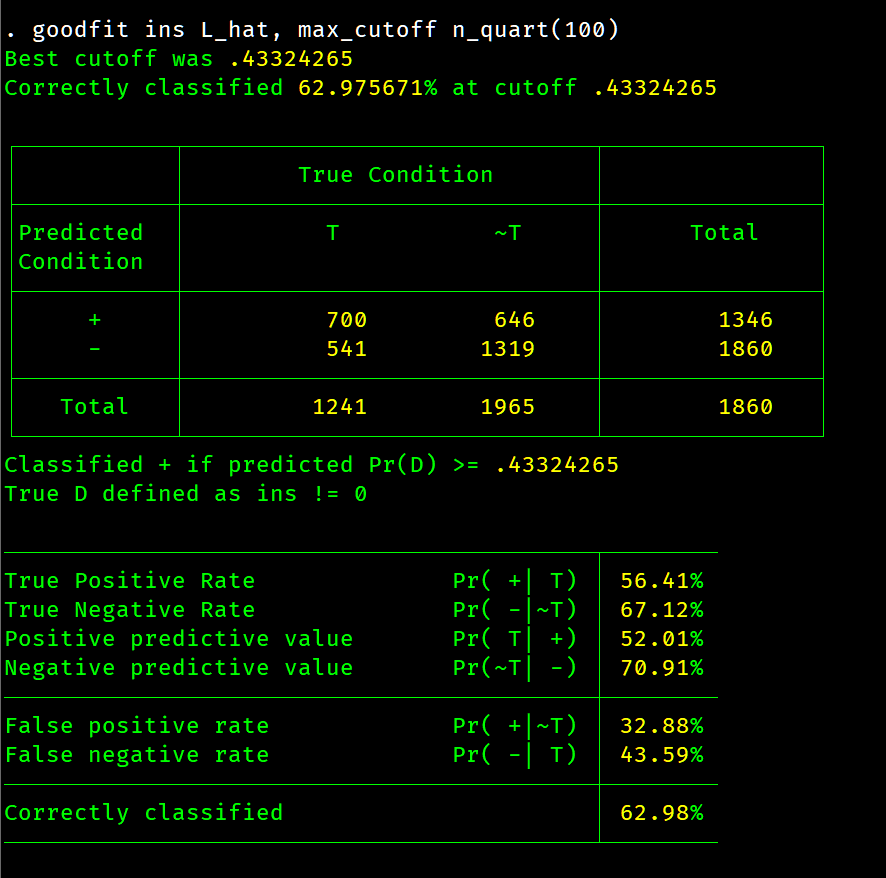 . goodfit ins L_hat, max_cutoff n_quart(100)
Best cutoff was .43324265
Correctly classified 62.975671% at cutoff .43324265
True Condition
Predicted T ~T Total
Condition
+ 700 646 1346
- 541 1319 1860
Total 1241 1965 1860
Classified + if predicted Pr(D) >= .43324265
True D defined as ins != 0
True Positive Rate Pr( +| T) 56.41%
True Negative Rate Pr( -|~T) 67.12%
Positive predictive value Pr( T| +) 52.01%
Negative predictive value Pr(~T| -) 70.91%
False positive rate Pr( +|~T) 32.88%
False negative rate Pr( -| T) 43.59%
Correctly classified 62.98%